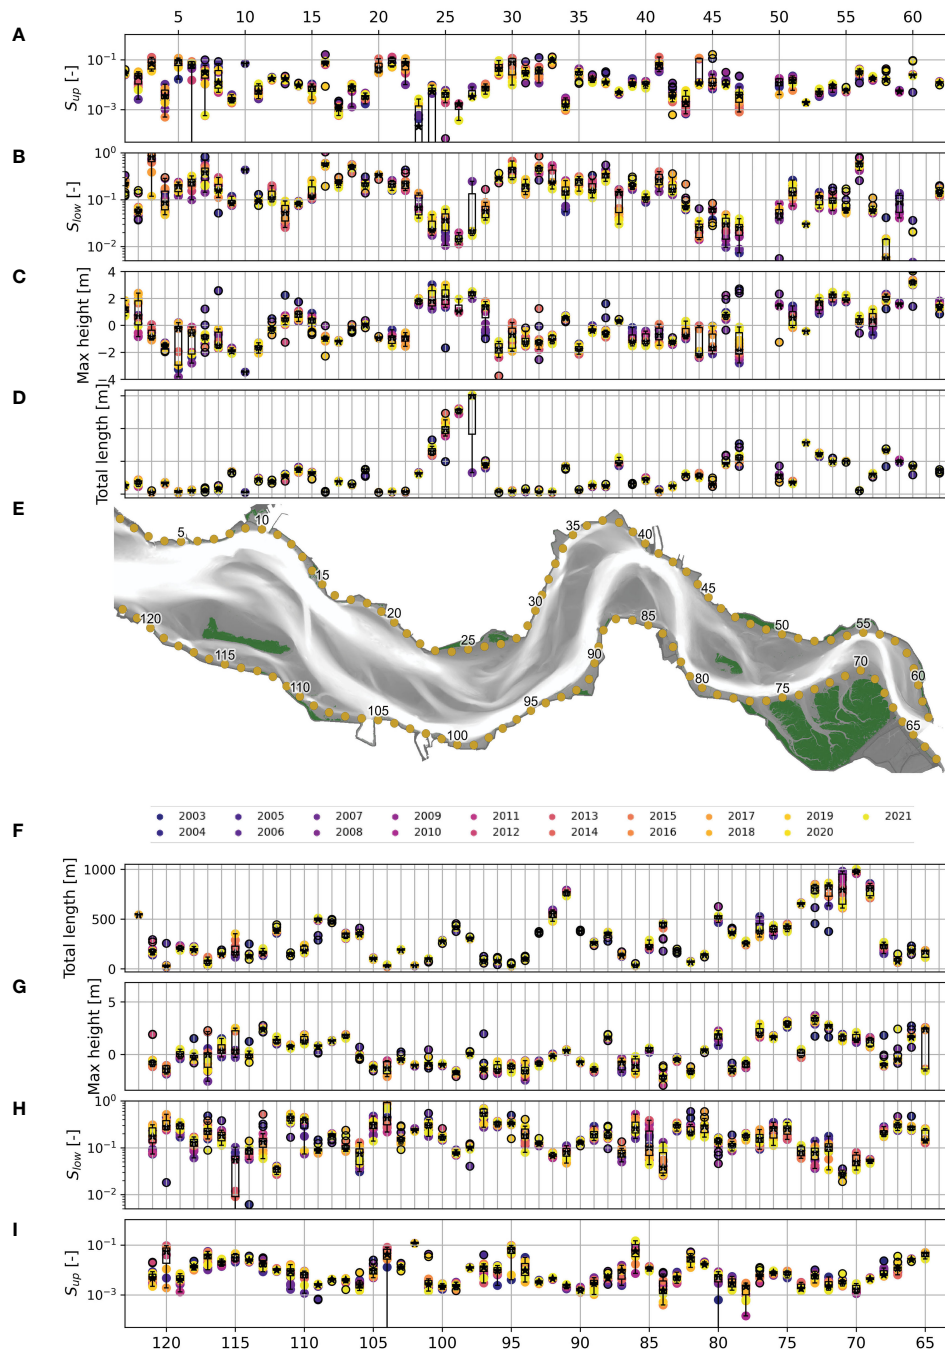 5 10 15 20 25 30 35 40 45 50 55 60
A
S_up [-]
10⁻¹
10⁻³
B
S_low [-]
10⁰
10⁻¹
10⁻²
C
Max height [m]
4
2
0
−2
−4
D
Total length [m]
E
5 10 15 20 25 30 35 40 45 50 55 60 65 70 75 80 85 90 95 100 105 110 115 120
2003 2005 2007 2009 2011 2013 2015 2017 2019 2021
2004 2006 2008 2010 2012 2014 2016 2018 2020
F
Total length [m]
1000
500
0
G
Max height [m]
5
0
H
S_low [-]
10⁰
10⁻¹
10⁻²
I
S_up [-]
10⁻¹
10⁻³
120 115 110 105 100 95 90 85 80 75 70 65